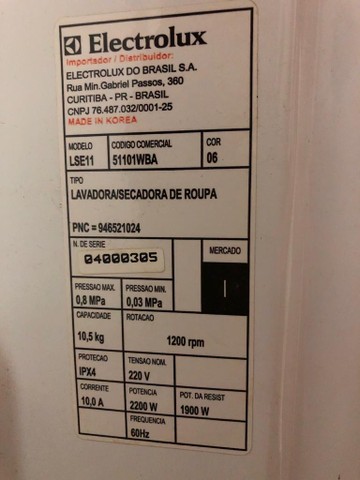 Electrolux
Importador / Distribuidor:
ELECTROLUX DO BRASIL S.A.
Rua Min.Gabriel Passos, 360
CURITIBA - PR - BRASIL
CNPJ 76.487.032/0001-25
MADE IN KOREA
MODELO CODIGO COMERCIAL COR
LSE11 51101WBA 06
TIPO
LAVADORA/SECADORA DE ROUPA
PNC = 946521024
N. DE SERIE MERCADO
04000305
I
PRESSAO MAX. PRESSAO MIN.
0,8 MPa 0,03 MPa
CAPACIDADE ROTACAO
10,5 kg 1200 rpm
PROTECAO TENSAO NOM.
IPX4 220 V
CORRENTE POTENCIA POT. DA RESIST
10,0 A 2200 W 1900 W
FREQUENCIA
60Hz